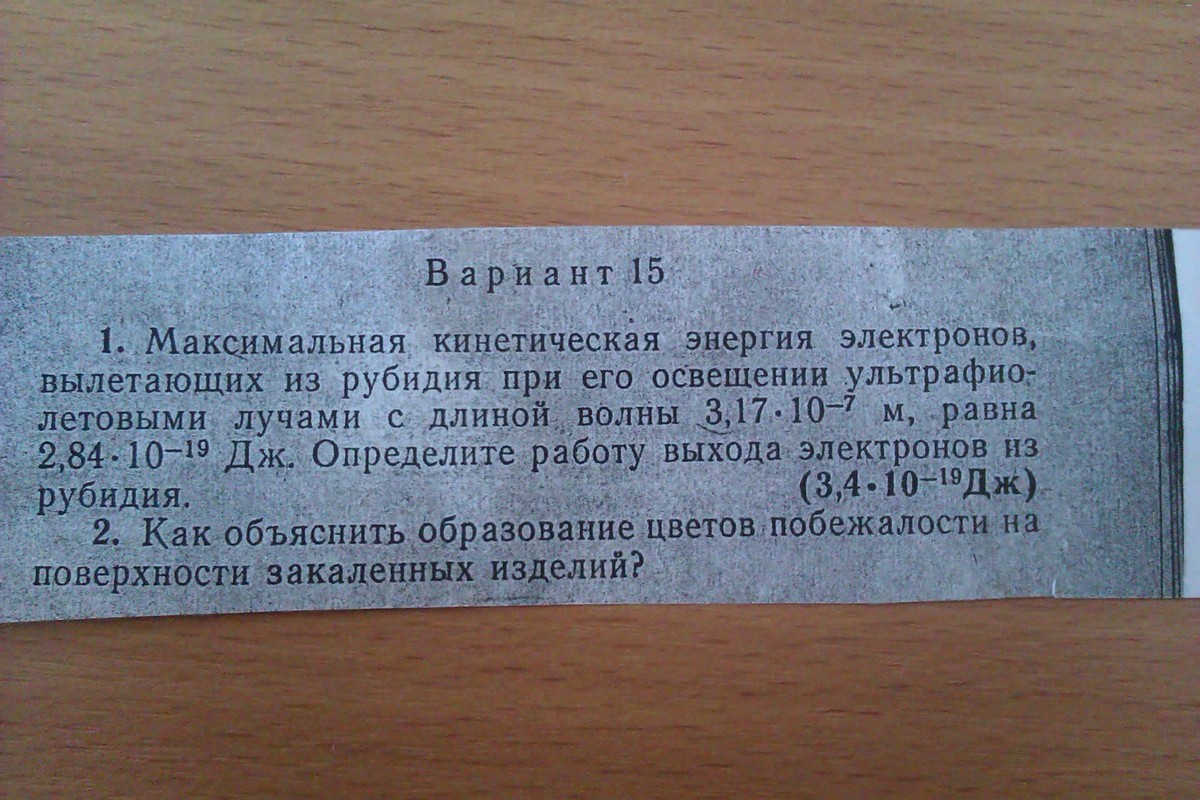 Вариант 15
1. Максимальная кинетическая энергия электронов,
вылетающих из рубидия при его освещении ультрафио-
летовыми лучами с длиной волны 3,17·10⁻⁷ м, равна
2,84·10⁻¹⁹ Дж. Определите работу выхода электронов из
рубидия. (3,4·10⁻¹⁹Дж)
2. Как объяснить образование цветов побежалости на
поверхности закаленных изделий?